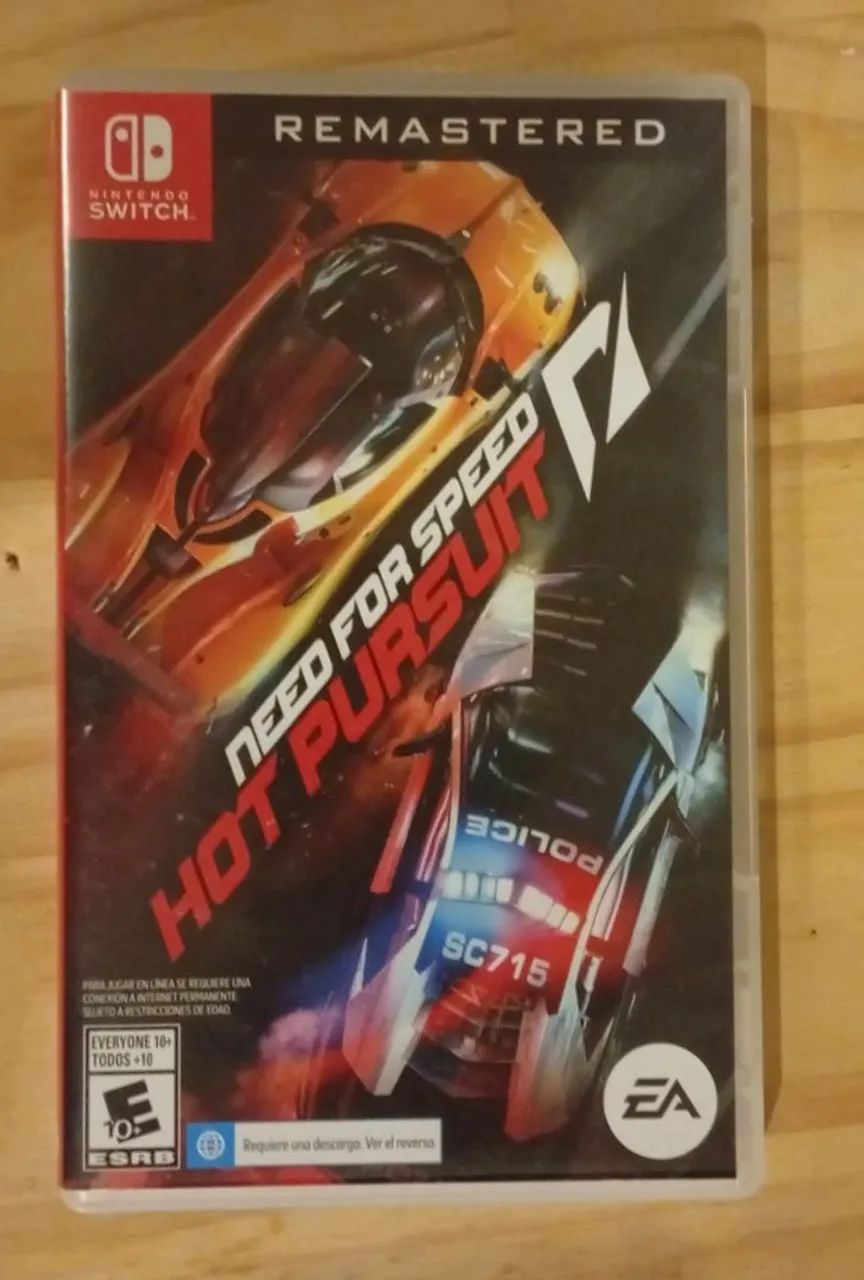 REMASTERED
NINTENDO
SWITCH™
NEED FOR SPEED
HOT PURSUIT
POLICE
SC715
PARA JUGAR EN LÍNEA SE REQUIERE UNA
CONEXIÓN A INTERNET PERMANENTE.
SUJETO A RESTRICCIONES DE EDAD.
EVERYONE 10+
TODOS +10
E
10+
ESRB
Requiere una descarga. Ver el reverso.
EA